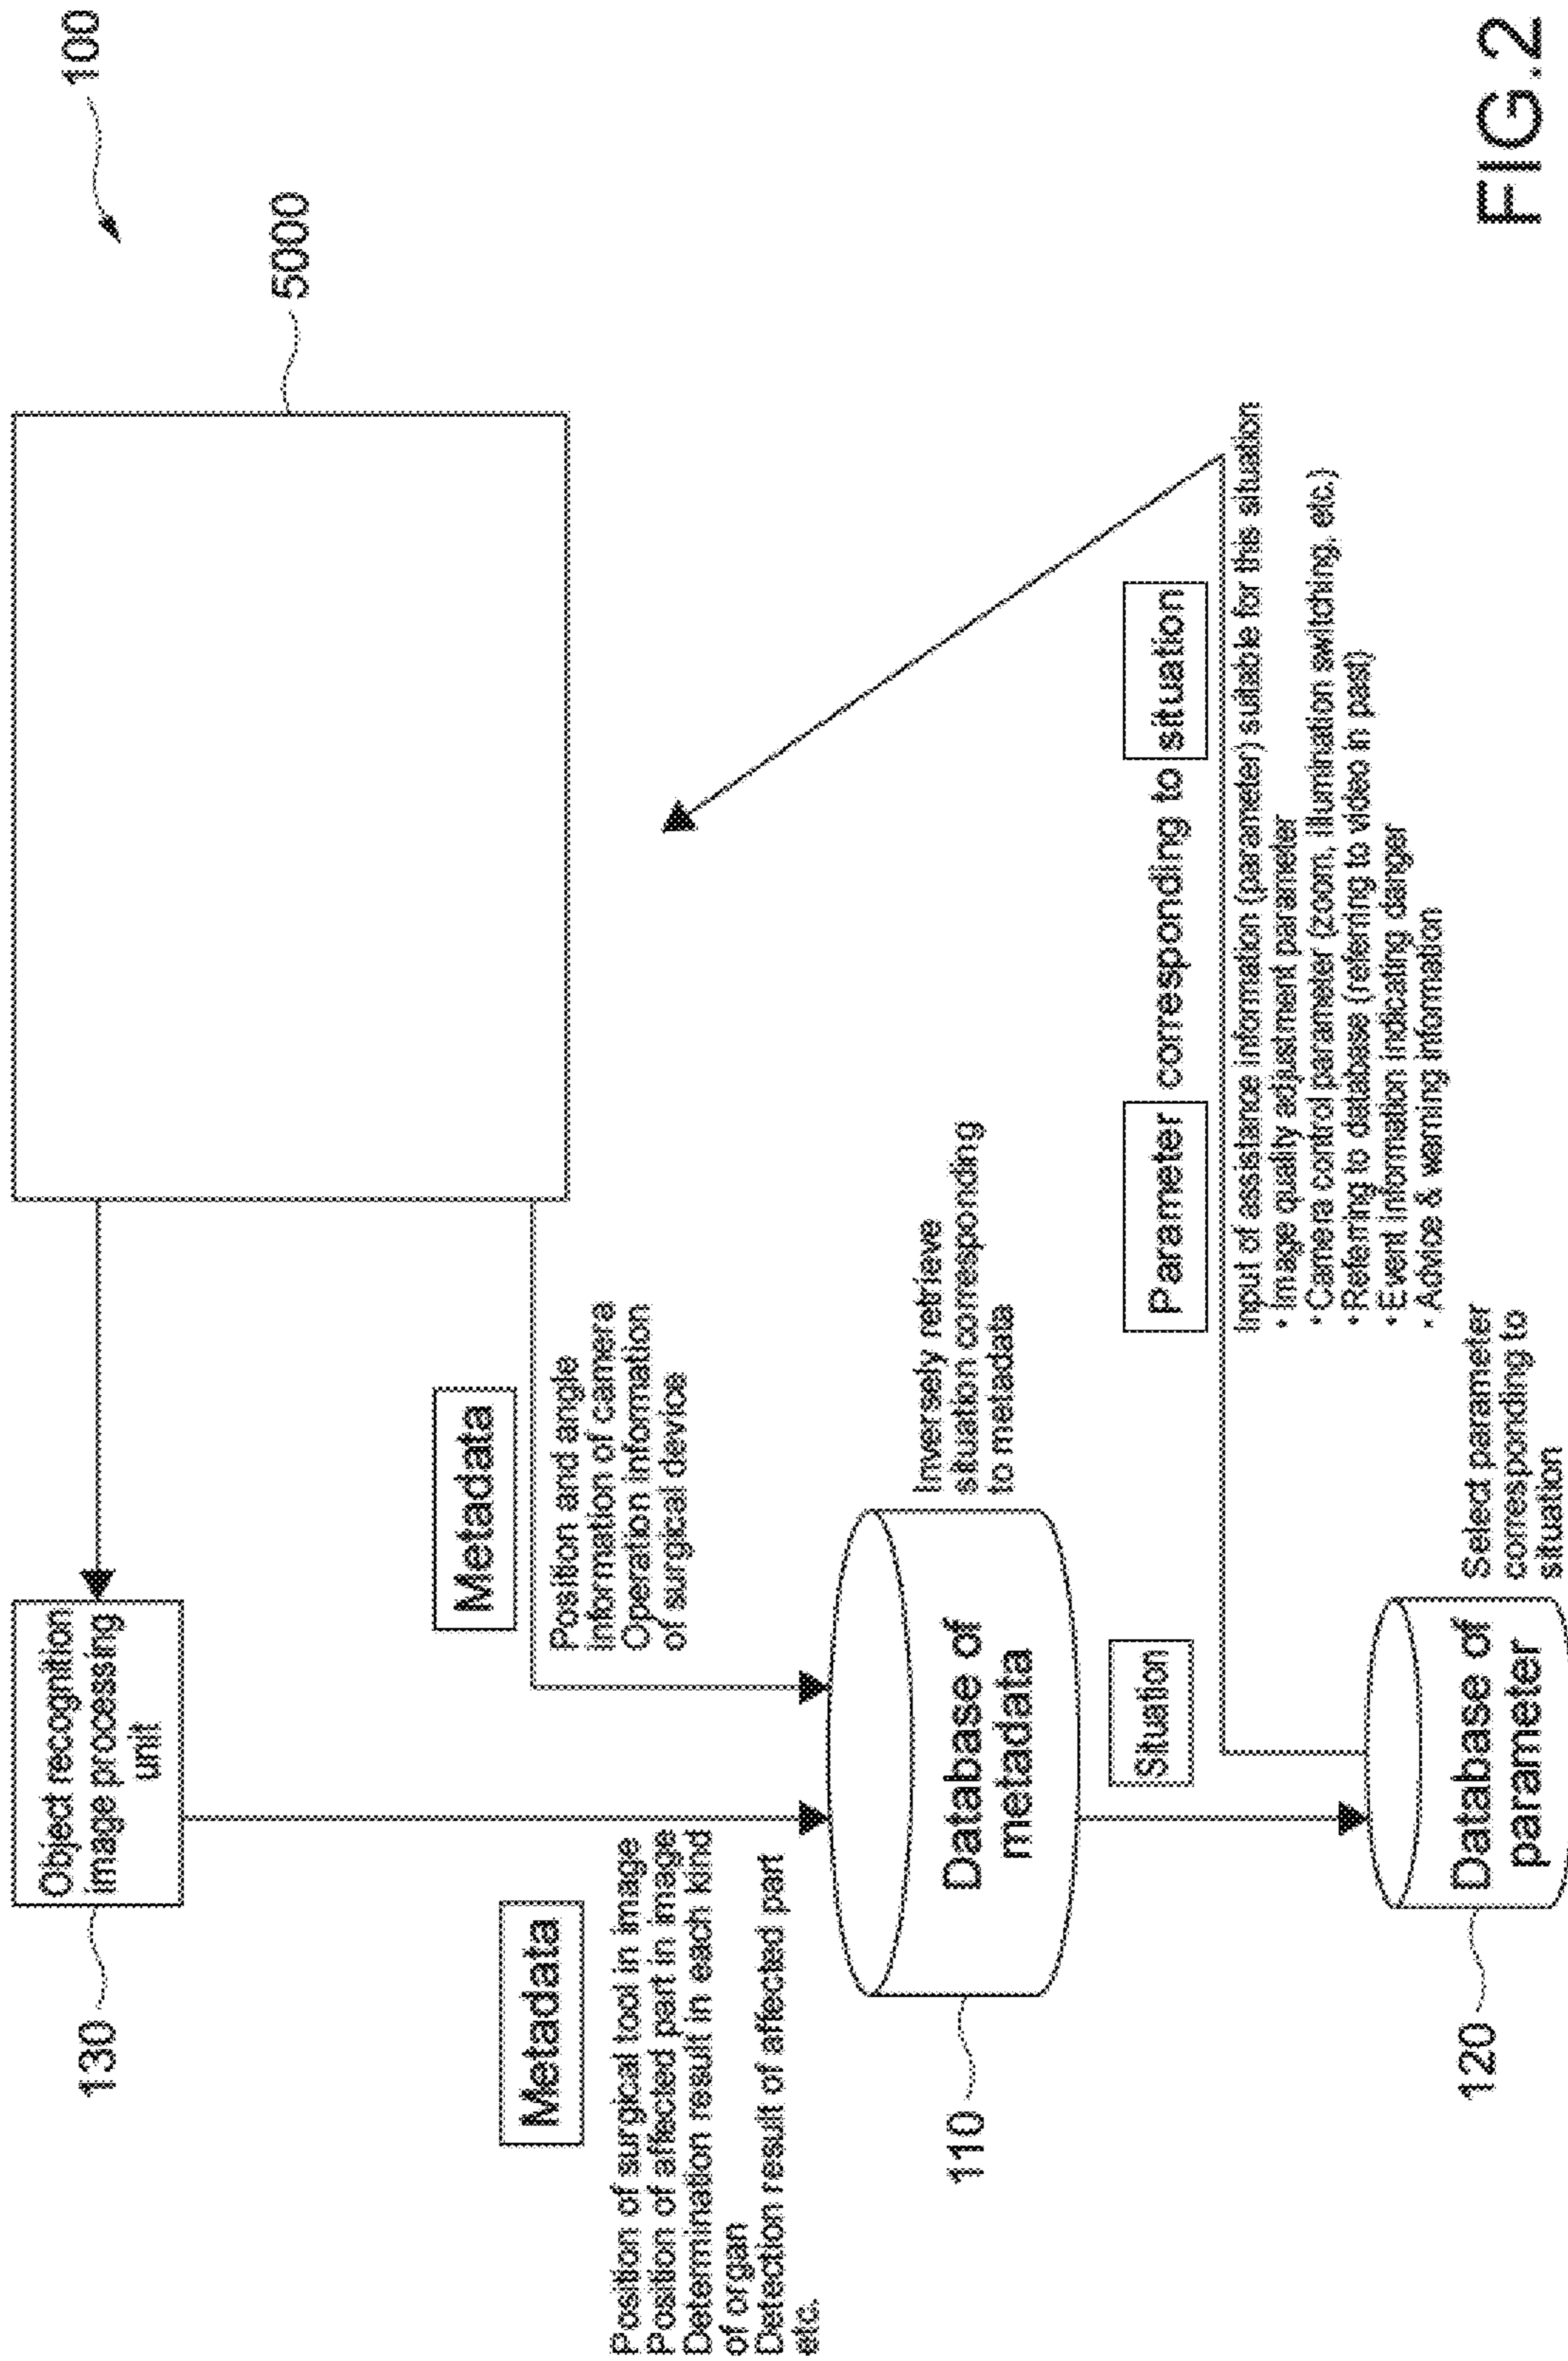 100
5000
130
Object recognition
image processing
unit
Metadata
Position and angle
information of camera
Operation information
of surgical device
Metadata
Position of surgical tool in image
Position of affected part in image
Determination result in each kind
of organ
Detection result of affected part
etc.
110
Database of
metadata
Inversely retrieve
situation corresponding
to metadata
Situation
Parameter corresponding to situation
Input of assistance information (parameter) suitable for this situation
• Image quality adjustment parameter
• Camera control parameter (zoom, illumination switching, etc.)
• Referring to database (referring to video in past)
• Event information indicating danger
• Advice & warning information
120
Database of
parameter
Select parameter
corresponding to
situation
FIG.2